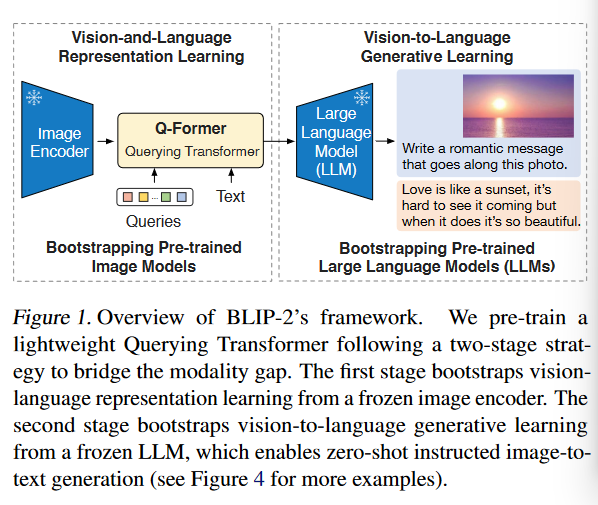 Vision-and-Language
Representation Learning
Vision-to-Language
Generative Learning
Image
Encoder
Q-Former
Querying Transformer
...
Queries
Text
Large
Language
Model
(LLM)
Write a romantic message
that goes along this photo.
Love is like a sunset, it's
hard to see it coming but
when it does it's so beautiful.
Bootstrapping Pre-trained
Image Models
Bootstrapping Pre-trained
Large Language Models (LLMs)
Figure 1. Overview of BLIP-2's framework. We pre-train a
lightweight Querying Transformer following a two-stage strat-
egy to bridge the modality gap. The first stage bootstraps vision-
language representation learning from a frozen image encoder. The
second stage bootstraps vision-to-language generative learning
from a frozen LLM, which enables zero-shot instructed image-to-
text generation (see Figure 4 for more examples).